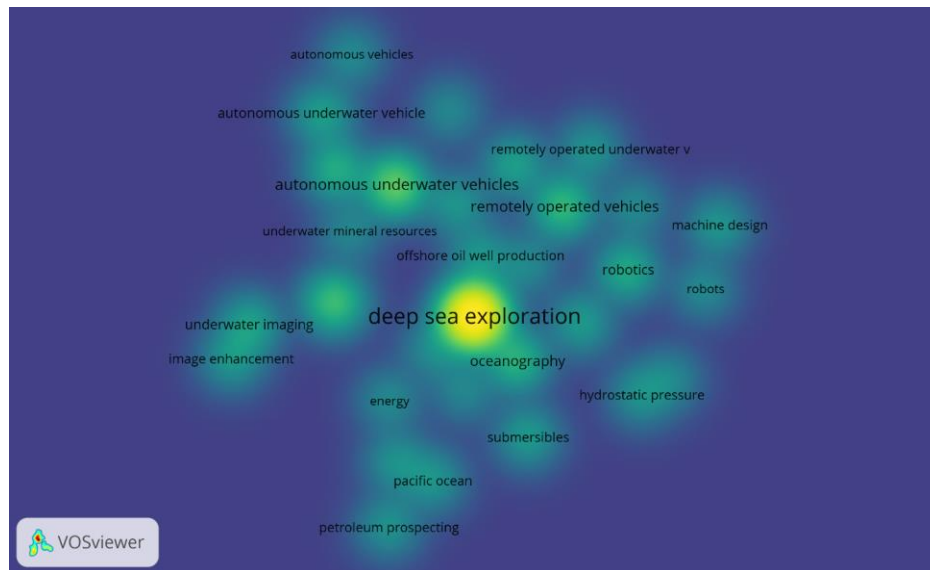 autonomous vehicles
autonomous underwater vehicle
remotely operated underwater v
autonomous underwater vehicles
remotely operated vehicles
machine design
underwater mineral resources
offshore oil well production
robotics
robots
deep sea exploration
underwater imaging
image enhancement
oceanography
hydrostatic pressure
energy
submersibles
pacific ocean
petroleum prospecting
VOSviewer